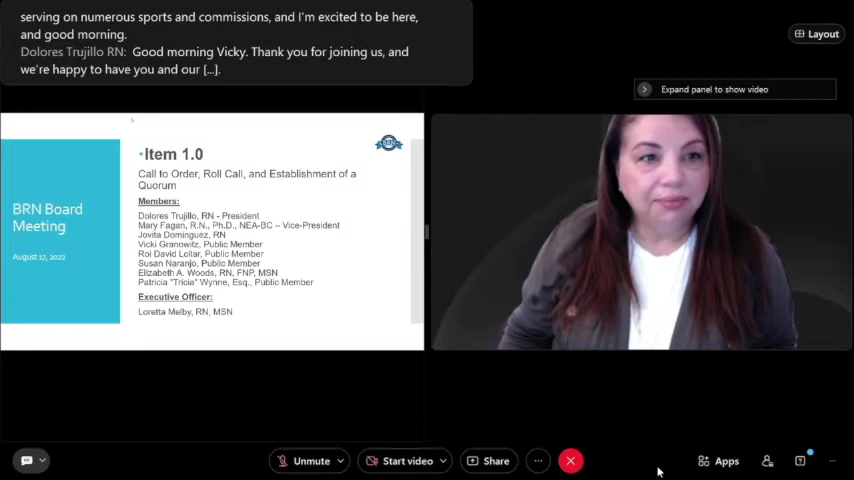 serving on numerous sports and commissions, and I'm excited to be here,
and good morning.
Dolores Trujillo RN: Good morning Vicky. Thank you for joining us, and
we're happy to have you and our [...].
Layout
Expand panel to show video
BRN Board
Meeting
August 17, 2022
BRN
•Item 1.0
Call to Order, Roll Call, and Establishment of a
Quorum
Members:
Dolores Trujillo, RN - President
Mary Fagan, R.N., Ph.D., NEA-BC – Vice-President
Jovita Dominguez, RN
Vicki Granowitz, Public Member
Roi David Lollar, Public Member
Susan Naranjo, Public Member
Elizabeth A. Woods, RN, FNP, MSN
Patricia "Tricia" Wynne, Esq., Public Member
Executive Officer:
Loretta Melby, RN, MSN
Unmute
Start video
Share
Apps